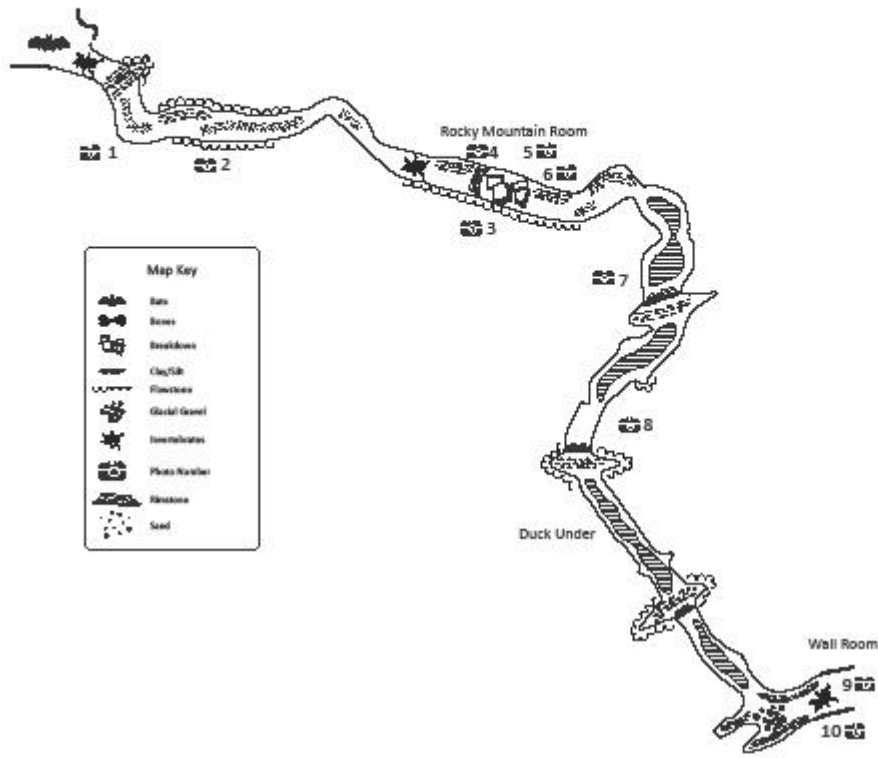 Rocky Mountain Room
4
5
1
2
6
3
Map Key
7
Bats
Bones
Breakdown
Clay/Silt
Flowstone
Glacial Gravel
Invertebrates
8
Photo Number
Rimstone
Sand
Duck Under
Wall Room
9
10